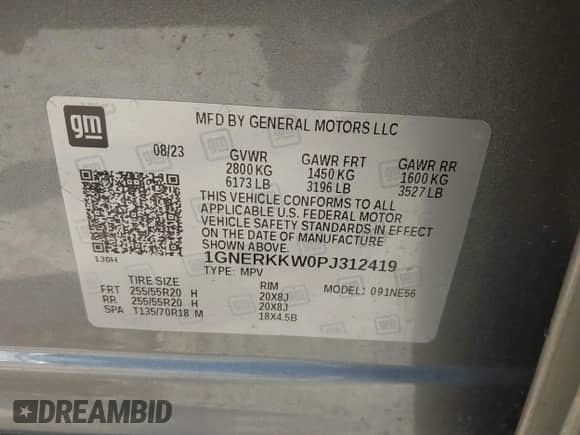 gm
MFD BY GENERAL MOTORS LLC
08/23 GVWR GAWR FRT GAWR RR
2800 KG 1450 KG 1600 KG
6173 LB 3196 LB 3527 LB
THIS VEHICLE CONFORMS TO ALL
APPLICABLE U.S. FEDERAL MOTOR
VEHICLE SAFETY STANDARDS IN EFFECT
ON THE DATE OF MANUFACTURE
SHOWN ABOVE.
130H 1GNERKKW0PJ312419
TYPE: MPV MODEL: 091NE56
TIRE SIZE RIM
FRT 255/55R20 H 20X8J
RR 255/55R20 H 20X8J
SPA T135/70R18 M 18X4.5B
DREAMBID